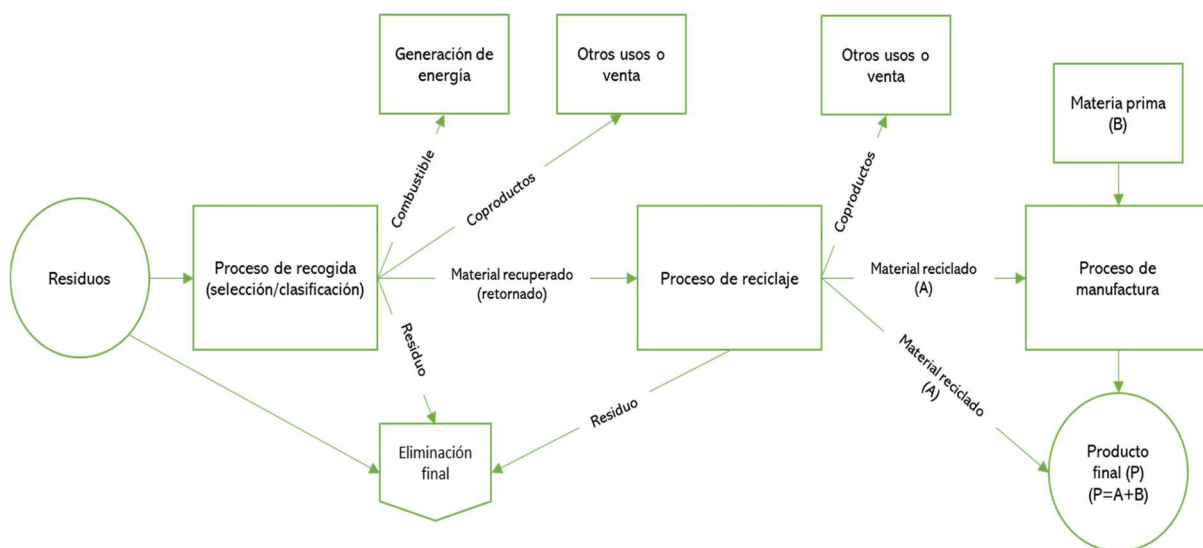 Generación de
energía
Otros usos o
venta
Otros usos o
venta
Materia prima
(B)
Combustible
Coproductos
Coproductos
Residuos
Proceso de recogida
(selección/clasificación)
Material recuperado
(retornado)
Proceso de reciclaje
Material reciclado
(A)
Proceso de
manufactura
Residuo
Residuo
Material reciclado
(A)
Eliminación
final
Producto
final (P)
(P=A+B)